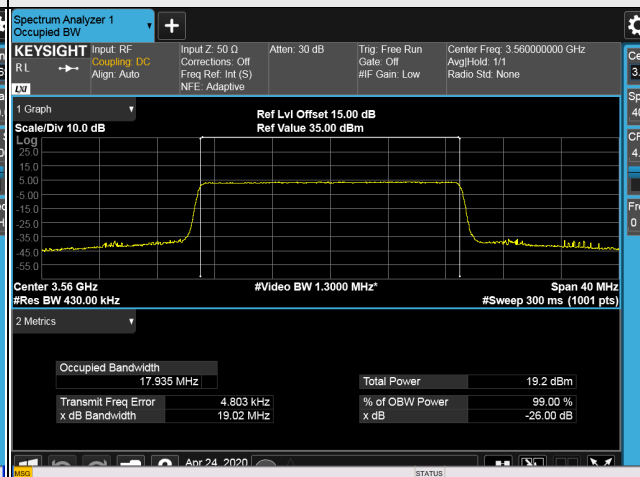 Spectrum Analyzer 1
Occupied BW
KEYSIGHT
R L
LXI
Input: RF
Coupling: DC
Align: Auto
Input Z: 50 Ω
Corrections: Off
Freq Ref: Int (S)
NFE: Adaptive
Atten: 30 dB
Trig: Free Run
Gate: Off
#IF Gain: Low
Center Freq: 3.560000000 GHz
Avg|Hold: 1/1
Radio Std: None
1 Graph
Scale/Div 10.0 dB
Ref Lvl Offset 15.00 dB
Ref Value 35.00 dBm
Log
25.0
15.0
5.00
-5.00
-15.0
-25.0
-35.0
-45.0
-55.0
Center 3.56 GHz
#Res BW 430.00 kHz
#Video BW 1.3000 MHz*
Span 40 MHz
#Sweep 300 ms (1001 pts)
2 Metrics
Occupied Bandwidth
17.935 MHz
Transmit Freq Error 4.803 kHz
x dB Bandwidth 19.02 MHz
Total Power 19.2 dBm
% of OBW Power 99.00 %
x dB -26.00 dB
Apr 24, 2020
MSG
STATUS